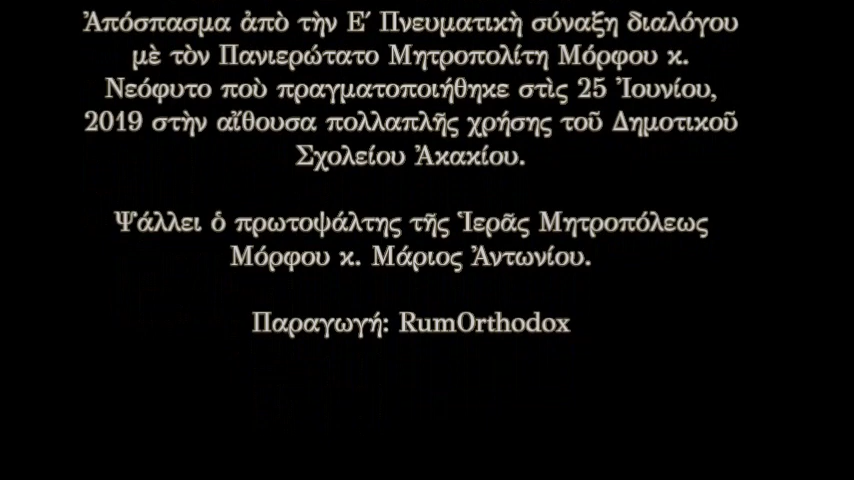 Ἀπόσπασμα ἀπὸ τὴν Ε΄ Πνευματικὴ σύναξη διαλόγου
μὲ τὸν Πανιερώτατο Μητροπολίτη Μόρφου κ.
Νεόφυτο ποὺ πραγματοποιήθηκε στὶς 25 Ἰουνίου,
2019 στὴν αἴθουσα πολλαπλῆς χρήσης τοῦ Δημοτικοῦ
Σχολείου Ἀκακίου.
Ψάλλει ὁ πρωτοψάλτης τῆς Ἱερᾶς Μητροπόλεως
Μόρφου κ. Μάριος Ἀντωνίου.
Παραγωγή: RumOrthodox